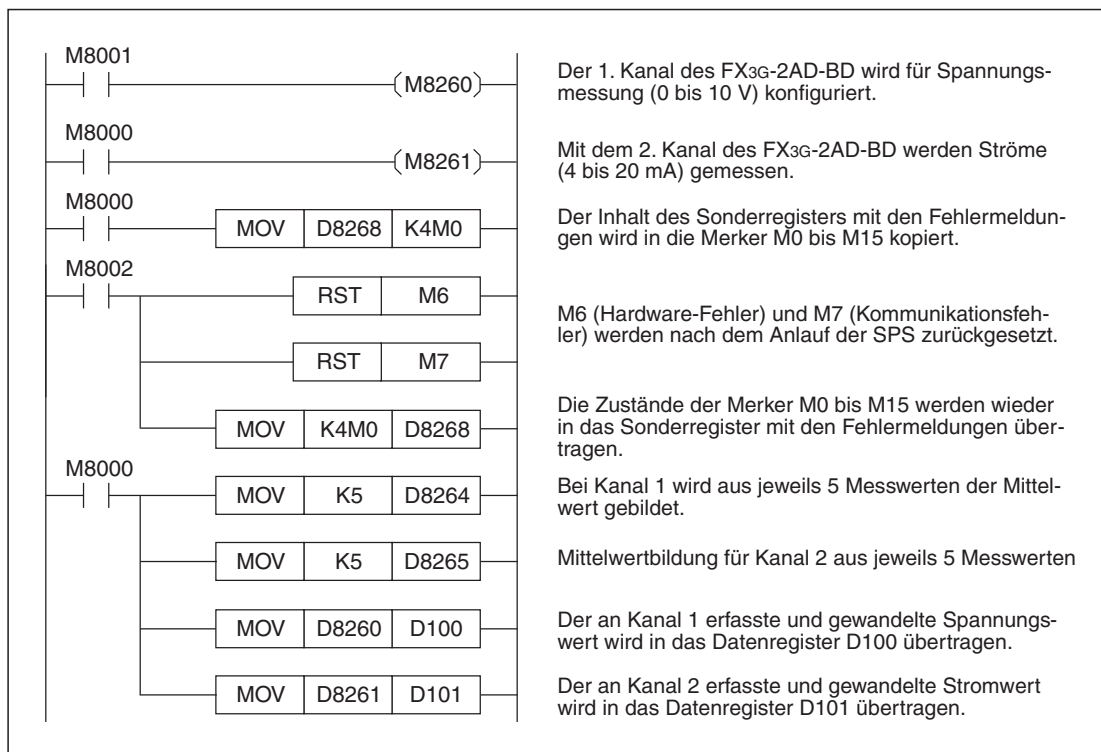 M8001
M8260
Der 1. Kanal des FX3G-2AD-BD wird für Spannungs-
messung (0 bis 10 V) konfiguriert.
M8000
M8261
Mit dem 2. Kanal des FX3G-2AD-BD werden Ströme
(4 bis 20 mA) gemessen.
M8000
MOV D8268 K4M0
Der Inhalt des Sonderregisters mit den Fehlermeldun-
gen wird in die Merker M0 bis M15 kopiert.
M8002
RST M6
RST M7
M6 (Hardware-Fehler) und M7 (Kommunikationsfeh-
ler) werden nach dem Anlauf der SPS zurückgesetzt.
MOV K4M0 D8268
Die Zustände der Merker M0 bis M15 werden wieder
in das Sonderregister mit den Fehlermeldungen über-
tragen.
M8000
MOV K5 D8264
Bei Kanal 1 wird aus jeweils 5 Messwerten der Mittel-
wert gebildet.
MOV K5 D8265
Mittelwertbildung für Kanal 2 aus jeweils 5 Messwerten
MOV D8260 D100
Der an Kanal 1 erfasste und gewandelte Spannungs-
wert wird in das Datenregister D100 übertragen.
MOV D8261 D101
Der an Kanal 2 erfasste und gewandelte Stromwert
wird in das Datenregister D101 übertragen.